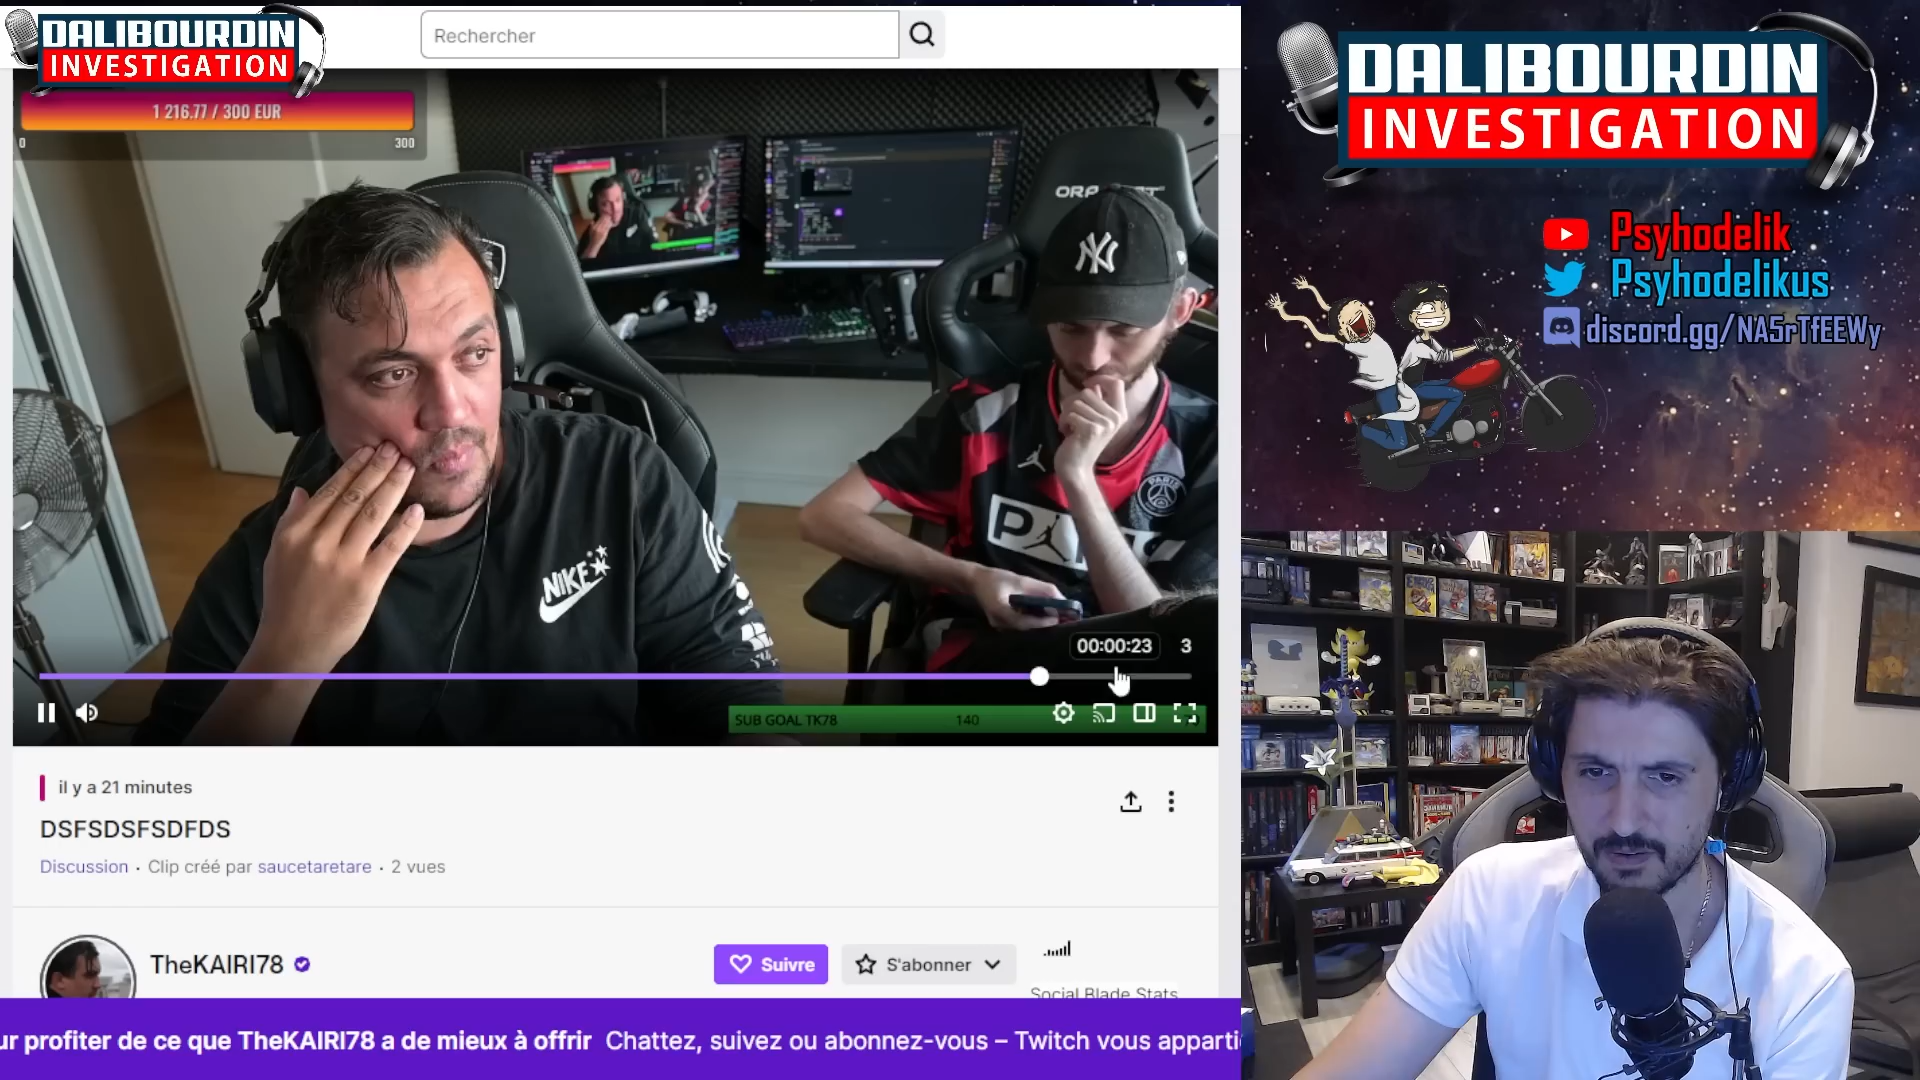 DALIBOURDIN
INVESTIGATION
Rechercher
1 216.77 / 300 EUR
0
300
NY
NIKE
PARIS
00:00:23
3
SUB GOAL TK78
140
il y a 21 minutes
DSFSDSFSDFDS
Discussion · Clip créé par saucetaretare · 2 vues
TheKAIRI78
Suivre
S'abonner
Social Blade Stats
ur profiter de ce que TheKAIRI78 a de mieux à offrir Chattez, suivez ou abonnez-vous – Twitch vous apparti
DALIBOURDIN
INVESTIGATION
Psyhodelik
Psyhodelikus
discord.gg/NA5rTfEEWy